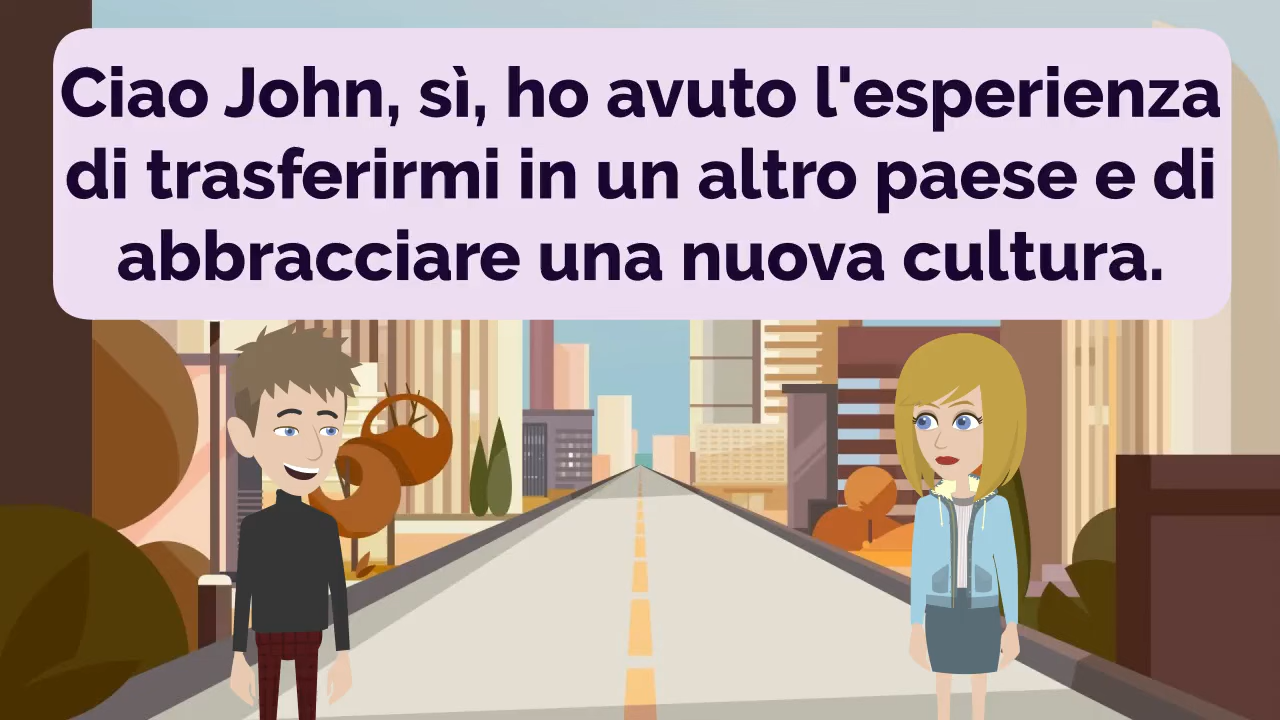 Ciao John, sì, ho avuto l'esperienza
di trasferirmi in un altro paese e di
abbracciare una nuova cultura.